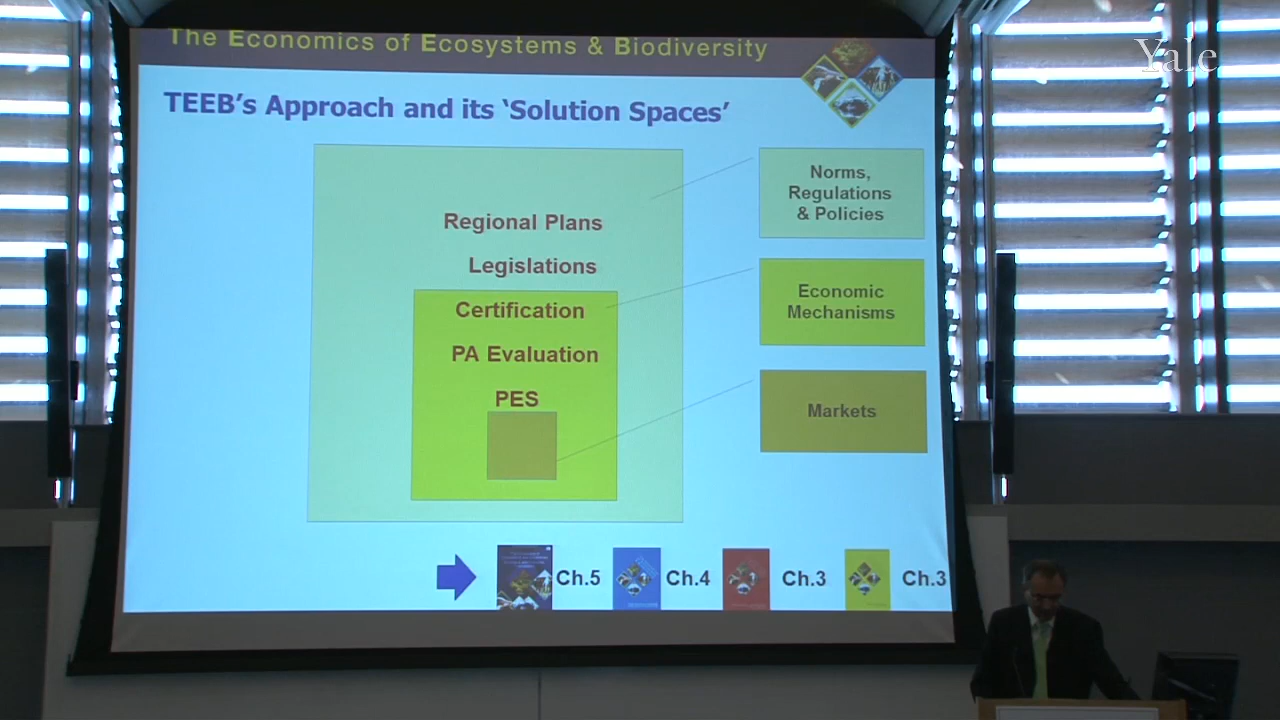 The Economics of Ecosystems & Biodiversity
Yale
TEEB's Approach and its 'Solution Spaces'
Regional Plans
Legislations
Certification
PA Evaluation
PES
Norms,
Regulations
& Policies
Economic
Mechanisms
Markets
Ch.5
Ch.4
Ch.3
Ch.3